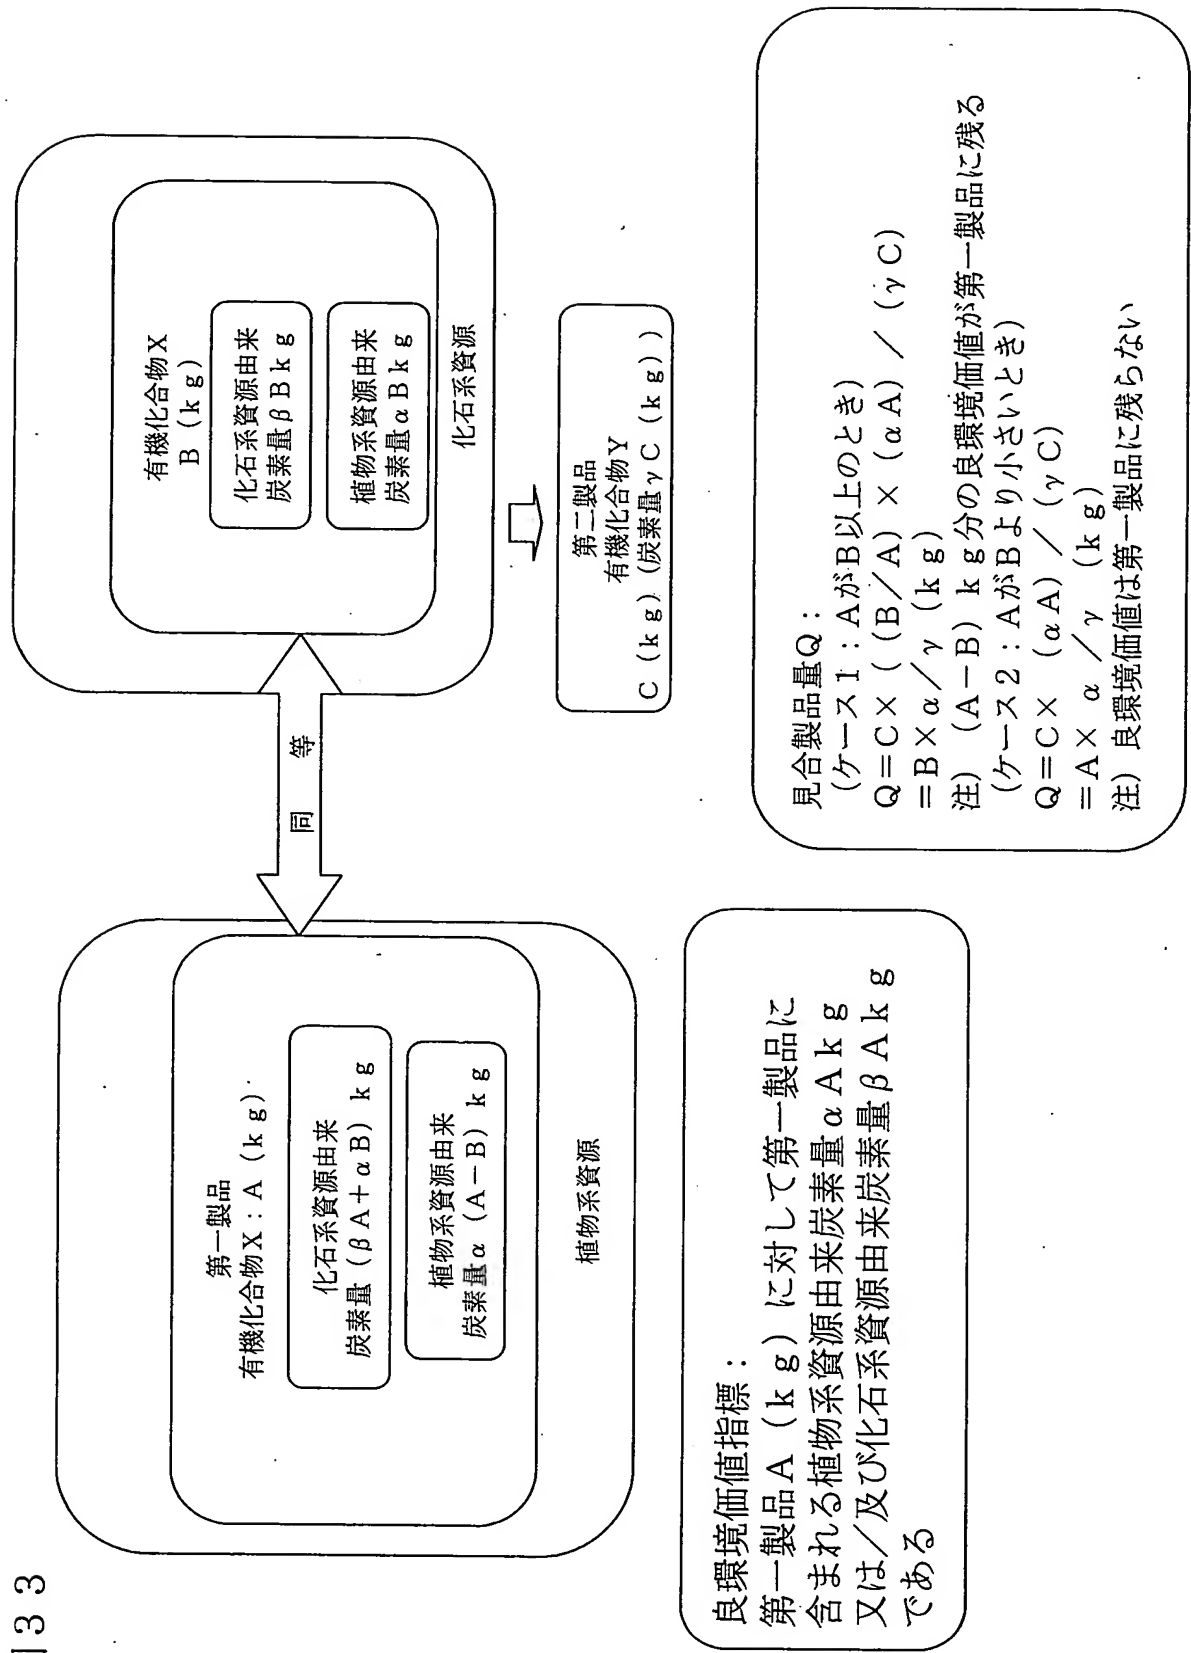 図33
第一製品
有機化合物X：A（kg）
化石系資源由来
炭素量（βA＋αB）kg
植物系資源由来
炭素量α（A－B）kg
植物系資源
同　等
有機化合物X
B（kg）
化石系資源由来
炭素量βBkg
植物系資源由来
炭素量αBkg
化石系資源
第二製品
有機化合物Y
C（kg）（炭素量γC（kg））
良環境価値指標：
第一製品A（kg）に対して第一製品に
含まれる植物系資源由来炭素量αAkg
又は／及び化石系資源由来炭素量βAkg
である
見合製品量Q：
（ケース1：AがB以上のとき）
Q＝C×（（B／A）×（αA）／（γC）
＝B×α／γ（kg）
注）（A－B）kg分の良環境価値が第一製品に残る
（ケース2：AがBより小さいとき）
Q＝C×（αA）／（γC）
＝A×α／γ（kg）
注）良環境価値は第一製品に残らない